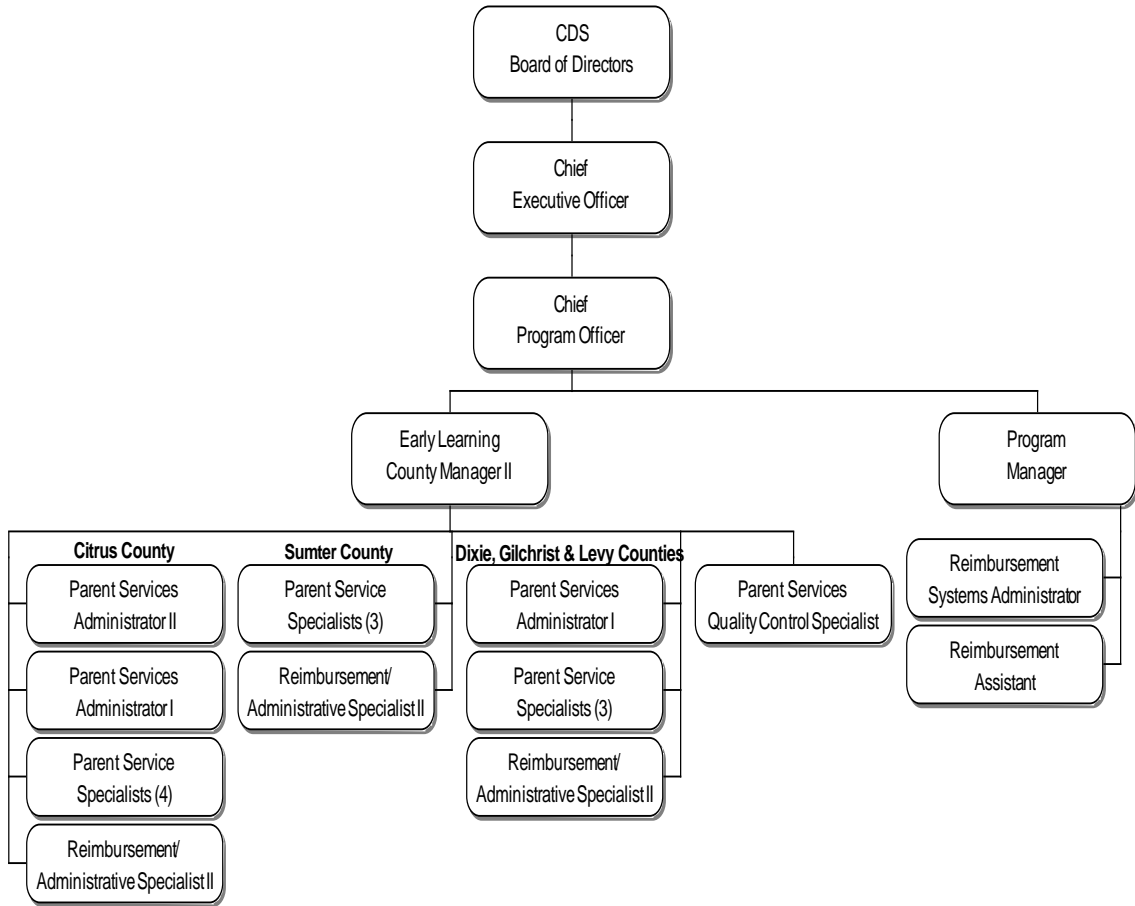 CDS
Board of Directors
Chief
Executive Officer
Chief
Program Officer
Early Learning
County Manager II
Program
Manager
Citrus County
Parent Services
Administrator II
Parent Services
Administrator I
Parent Service
Specialists (4)
Reimbursement/
Administrative Specialist II
Sumter County
Parent Service
Specialists (3)
Reimbursement/
Administrative Specialist II
Dixie, Gilchrist & Levy Counties
Parent Services
Administrator I
Parent Service
Specialists (3)
Reimbursement/
Administrative Specialist II
Parent Services
Quality Control Specialist
Reimbursement
Systems Administrator
Reimbursement
Assistant